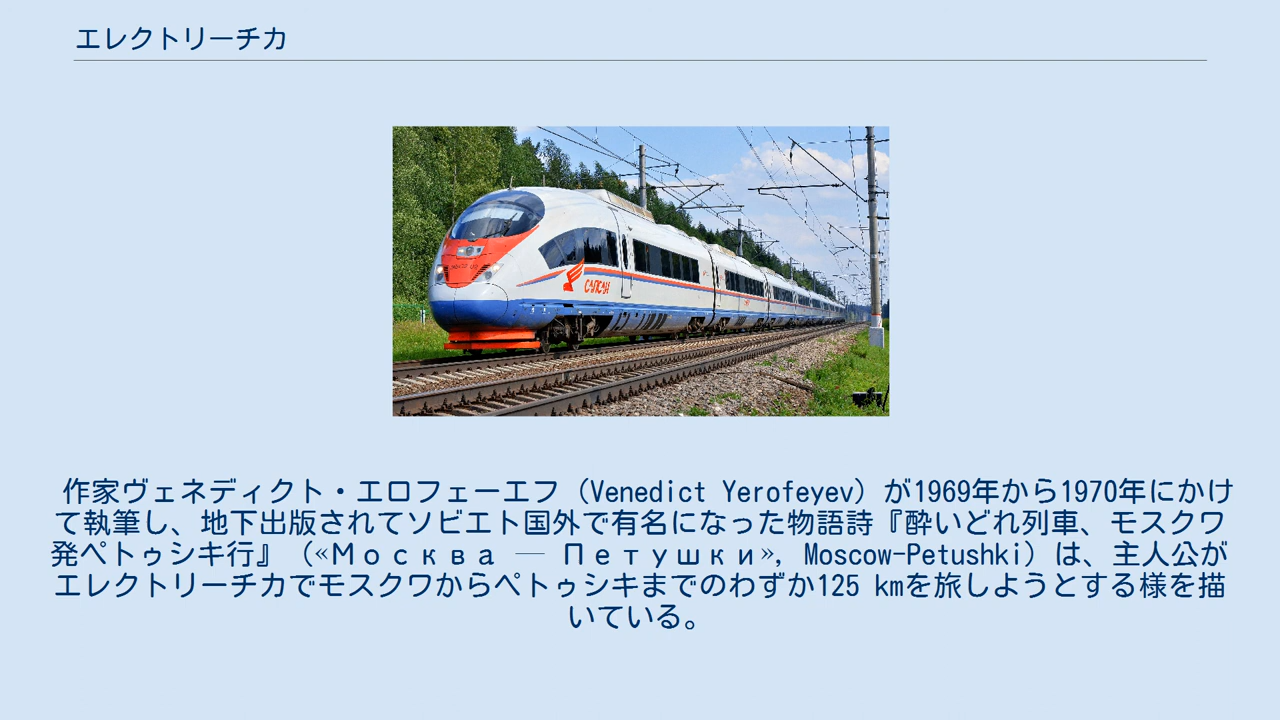 エレクトリーチカ
САПСАН
作家ヴェネディクト・エロフェーエフ（Venedict Yerofeyev）が1969年から1970年にかけ
て執筆し、地下出版されてソビエト国外で有名になった物語詩『酔いどれ列車、モスクワ
発ペトゥシキ行』（«Москва — Петушки», Moscow-Petushki）は、主人公が
エレクトリーチカでモスクワからペトゥシキまでのわずか125 kmを旅しようとする様を描
いている。